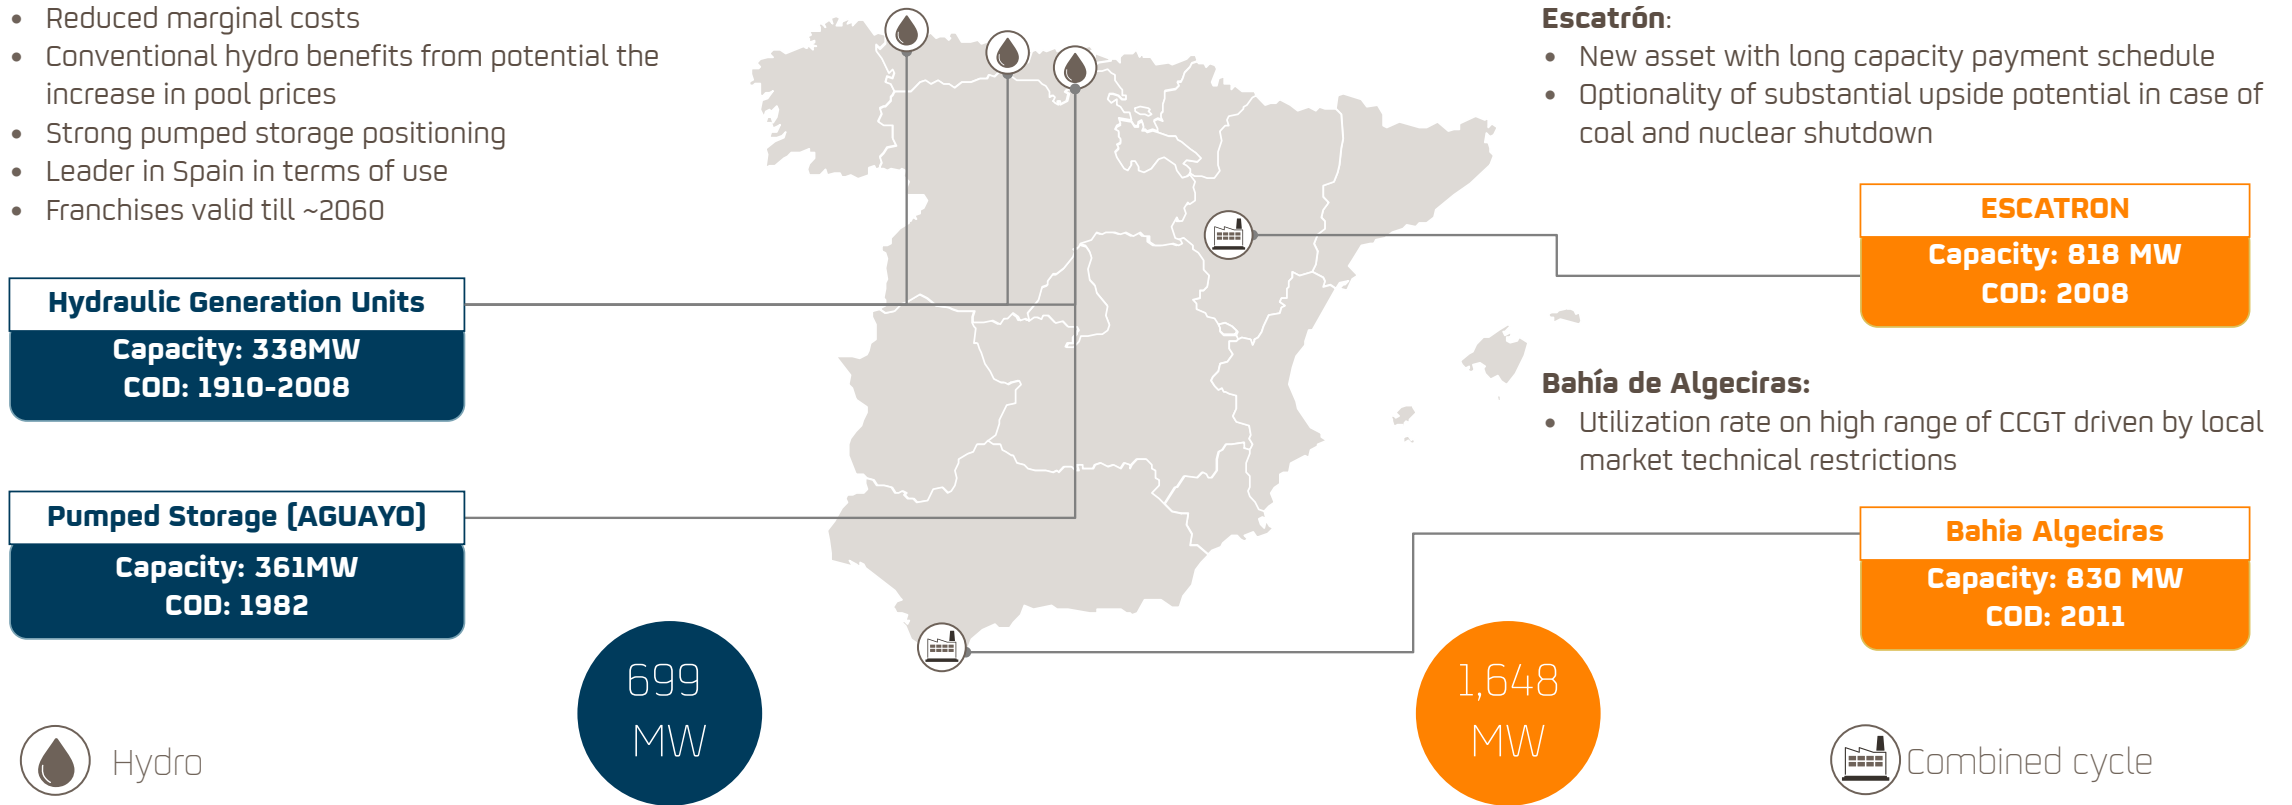 • Reduced marginal costs
• Conventional hydro benefits from potential the
increase in pool prices
• Strong pumped storage positioning
• Leader in Spain in terms of use
• Franchises valid till ~2060
Hydraulic Generation Units
Capacity: 338MW
COD: 1910-2008
Pumped Storage (AGUAYO)
Capacity: 361MW
COD: 1982
699
MW
Hydro
Escatrón:
• New asset with long capacity payment schedule
• Optionality of substantial upside potential in case of
coal and nuclear shutdown
ESCATRON
Capacity: 818 MW
COD: 2008
Bahía de Algeciras:
• Utilization rate on high range of CCGT driven by local
market technical restrictions
Bahia Algeciras
Capacity: 830 MW
COD: 2011
1,648
MW
Combined cycle